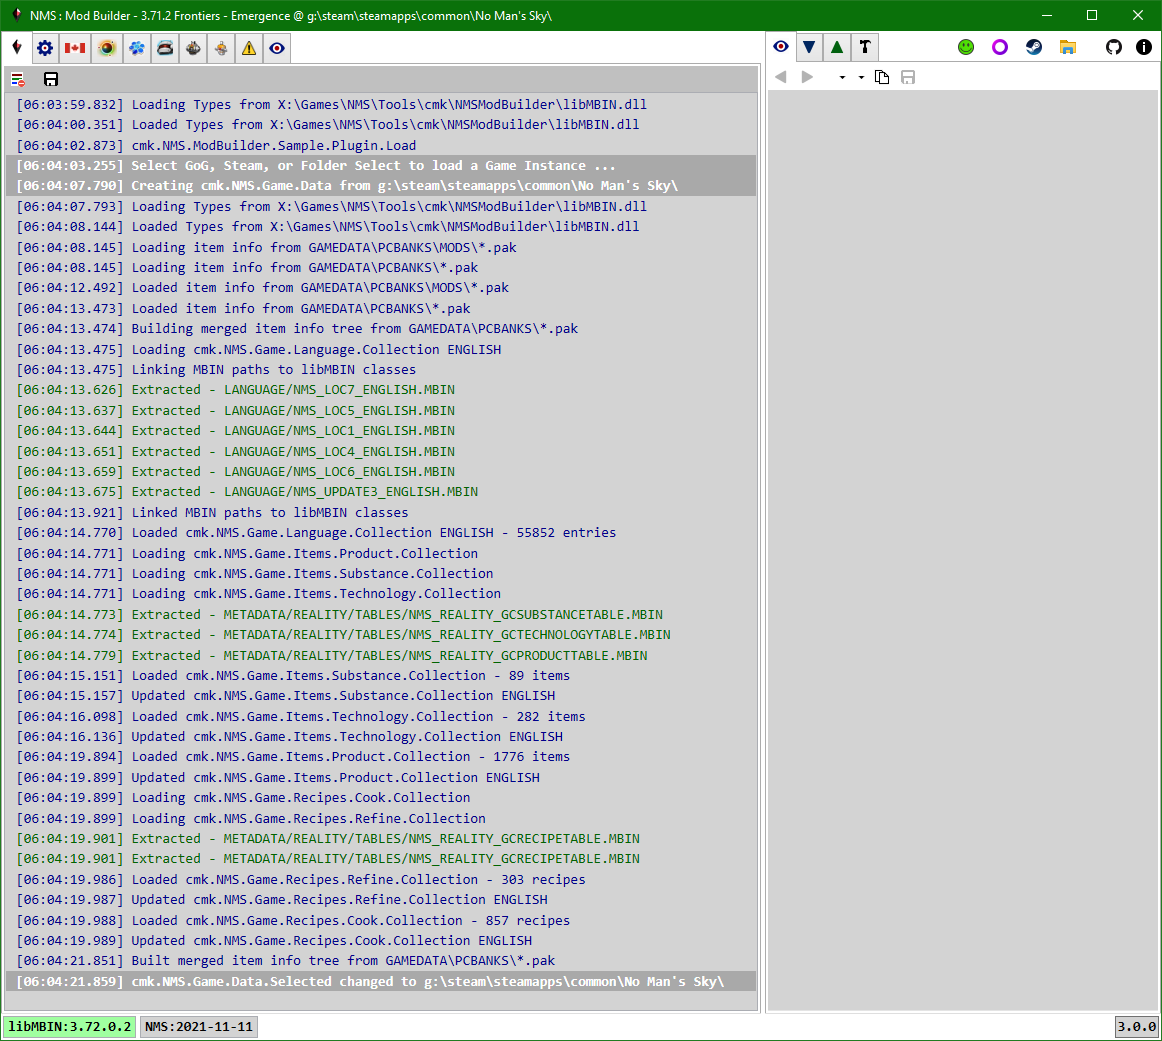 NMS : Mod Builder - 3.71.2 Frontiers - Emergence @ g:\steam\steamapps\common\No Man's Sky\
[06:03:59.832] Loading Types from X:\Games\NMS\Tools\cmk\NMSModBuilder\libMBIN.dll
[06:04:00.351] Loaded Types from X:\Games\NMS\Tools\cmk\NMSModBuilder\libMBIN.dll
[06:04:02.873] cmk.NMS.ModBuilder.Sample.Plugin.Load
[06:04:03.255] Select GoG, Steam, or Folder Select to load a Game Instance ...
[06:04:07.790] Creating cmk.NMS.Game.Data from g:\steam\steamapps\common\No Man's Sky\
[06:04:07.793] Loading Types from X:\Games\NMS\Tools\cmk\NMSModBuilder\libMBIN.dll
[06:04:08.144] Loaded Types from X:\Games\NMS\Tools\cmk\NMSModBuilder\libMBIN.dll
[06:04:08.145] Loading item info from GAMEDATA\PCBANKS\MODS\*.pak
[06:04:08.145] Loading item info from GAMEDATA\PCBANKS\*.pak
[06:04:12.492] Loaded item info from GAMEDATA\PCBANKS\MODS\*.pak
[06:04:13.473] Loaded item info from GAMEDATA\PCBANKS\*.pak
[06:04:13.474] Building merged item info tree from GAMEDATA\PCBANKS\*.pak
[06:04:13.475] Loading cmk.NMS.Game.Language.Collection ENGLISH
[06:04:13.475] Linking MBIN paths to libMBIN classes
[06:04:13.626] Extracted - LANGUAGE/NMS_LOC7_ENGLISH.MBIN
[06:04:13.637] Extracted - LANGUAGE/NMS_LOC5_ENGLISH.MBIN
[06:04:13.644] Extracted - LANGUAGE/NMS_LOC1_ENGLISH.MBIN
[06:04:13.651] Extracted - LANGUAGE/NMS_LOC4_ENGLISH.MBIN
[06:04:13.659] Extracted - LANGUAGE/NMS_LOC6_ENGLISH.MBIN
[06:04:13.675] Extracted - LANGUAGE/NMS_UPDATE3_ENGLISH.MBIN
[06:04:13.921] Linked MBIN paths to libMBIN classes
[06:04:14.770] Loaded cmk.NMS.Game.Language.Collection ENGLISH - 55852 entries
[06:04:14.771] Loading cmk.NMS.Game.Items.Product.Collection
[06:04:14.771] Loading cmk.NMS.Game.Items.Substance.Collection
[06:04:14.771] Loading cmk.NMS.Game.Items.Technology.Collection
[06:04:14.773] Extracted - METADATA/REALITY/TABLES/NMS_REALITY_GCSUBSTANCETABLE.MBIN
[06:04:14.774] Extracted - METADATA/REALITY/TABLES/NMS_REALITY_GCTECHNOLOGYTABLE.MBIN
[06:04:14.779] Extracted - METADATA/REALITY/TABLES/NMS_REALITY_GCPRODUCTTABLE.MBIN
[06:04:15.151] Loaded cmk.NMS.Game.Items.Substance.Collection - 89 items
[06:04:15.157] Updated cmk.NMS.Game.Items.Substance.Collection ENGLISH
[06:04:16.098] Loaded cmk.NMS.Game.Items.Technology.Collection - 282 items
[06:04:16.136] Updated cmk.NMS.Game.Items.Technology.Collection ENGLISH
[06:04:19.894] Loaded cmk.NMS.Game.Items.Product.Collection - 1776 items
[06:04:19.899] Updated cmk.NMS.Game.Items.Product.Collection ENGLISH
[06:04:19.899] Loading cmk.NMS.Game.Recipes.Cook.Collection
[06:04:19.899] Loading cmk.NMS.Game.Recipes.Refine.Collection
[06:04:19.901] Extracted - METADATA/REALITY/TABLES/NMS_REALITY_GCRECIPETABLE.MBIN
[06:04:19.901] Extracted - METADATA/REALITY/TABLES/NMS_REALITY_GCRECIPETABLE.MBIN
[06:04:19.986] Loaded cmk.NMS.Game.Recipes.Refine.Collection - 303 recipes
[06:04:19.987] Updated cmk.NMS.Game.Recipes.Refine.Collection ENGLISH
[06:04:19.988] Loaded cmk.NMS.Game.Recipes.Cook.Collection - 857 recipes
[06:04:19.989] Updated cmk.NMS.Game.Recipes.Cook.Collection ENGLISH
[06:04:21.851] Built merged item info tree from GAMEDATA\PCBANKS\*.pak
[06:04:21.859] cmk.NMS.Game.Data.Selected changed to g:\steam\steamapps\common\No Man's Sky\
libMBIN:3.72.0.2 NMS:2021-11-11 3.0.0